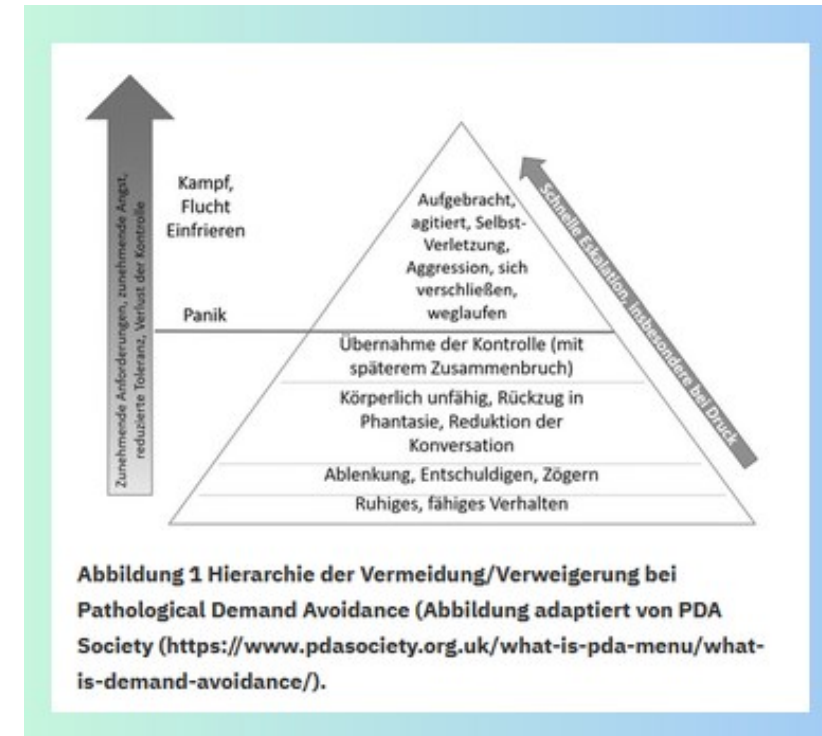 Zunehmende Anforderungen, zunehmende Angst,
reduzierte Toleranz, Verlust der Kontrolle
Kampf,
Flucht
Einfrieren
Panik
Aufgebracht,
agitiert, Selbst-
Verletzung,
Aggression, sich
verschließen,
weglaufen
Übernahme der Kontrolle (mit
späterem Zusammenbruch)
Körperlich unfähig, Rückzug in
Phantasie, Reduktion der
Konversation
Ablenkung, Entschuldigen, Zögern
Ruhiges, fähiges Verhalten
Schnelle Eskalation, insbesondere bei Druck
Abbildung 1 Hierarchie der Vermeidung/Verweigerung bei
Pathological Demand Avoidance (Abbildung adaptiert von PDA
Society (https://www.pdasociety.org.uk/what-is-pda-menu/what-
is-demand-avoidance/).